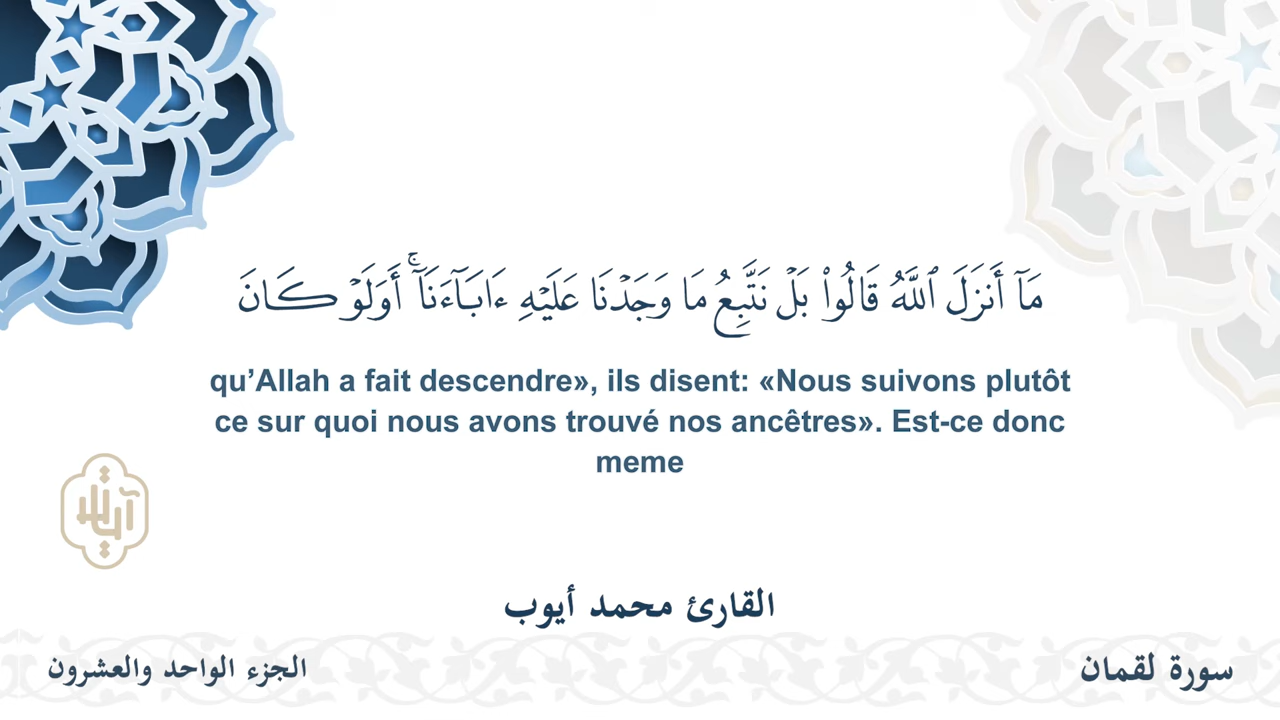 مَآ أَنزَلَ ٱللَّهُ قَالُوا۟ بَلْ نَتَّبِعُ مَا وَجَدْنَا عَلَيْهِ ءَابَآءَنَآ ۚ أَوَلَوْ كَانَ
qu’Allah a fait descendre», ils disent: «Nous suivons plutôt
ce sur quoi nous avons trouvé nos ancêtres». Est-ce donc
meme
القارئ محمد أيوب
سورة لقمان
الجزء الواحد والعشرون